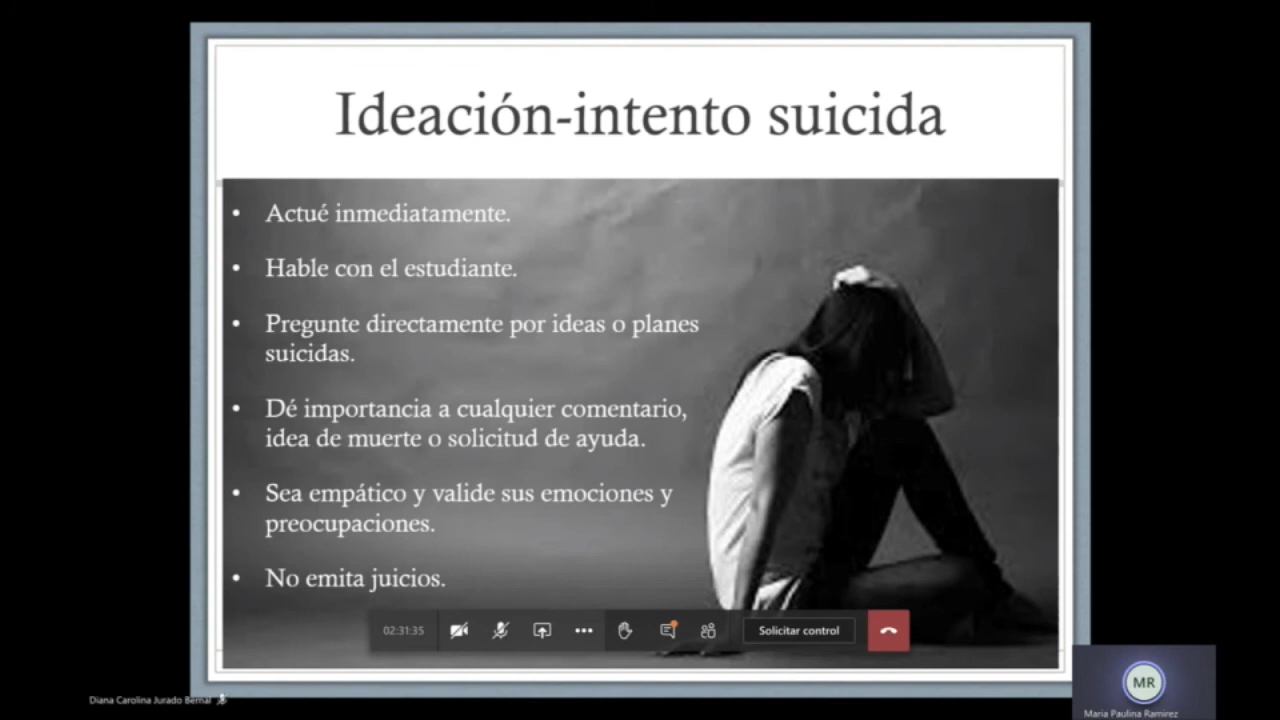 Ideación-intento suicida
• Actué inmediatamente.
• Hable con el estudiante.
• Pregunte directamente por ideas o planes
suicidas.
• Dé importancia a cualquier comentario,
idea de muerte o solicitud de ayuda.
• Sea empático y valide sus emociones y
preocupaciones.
• No emita juicios.
02:31:35
Solicitar control
Diana Carolina Jurado Bernal
MR
Maria Paulina Ramirez